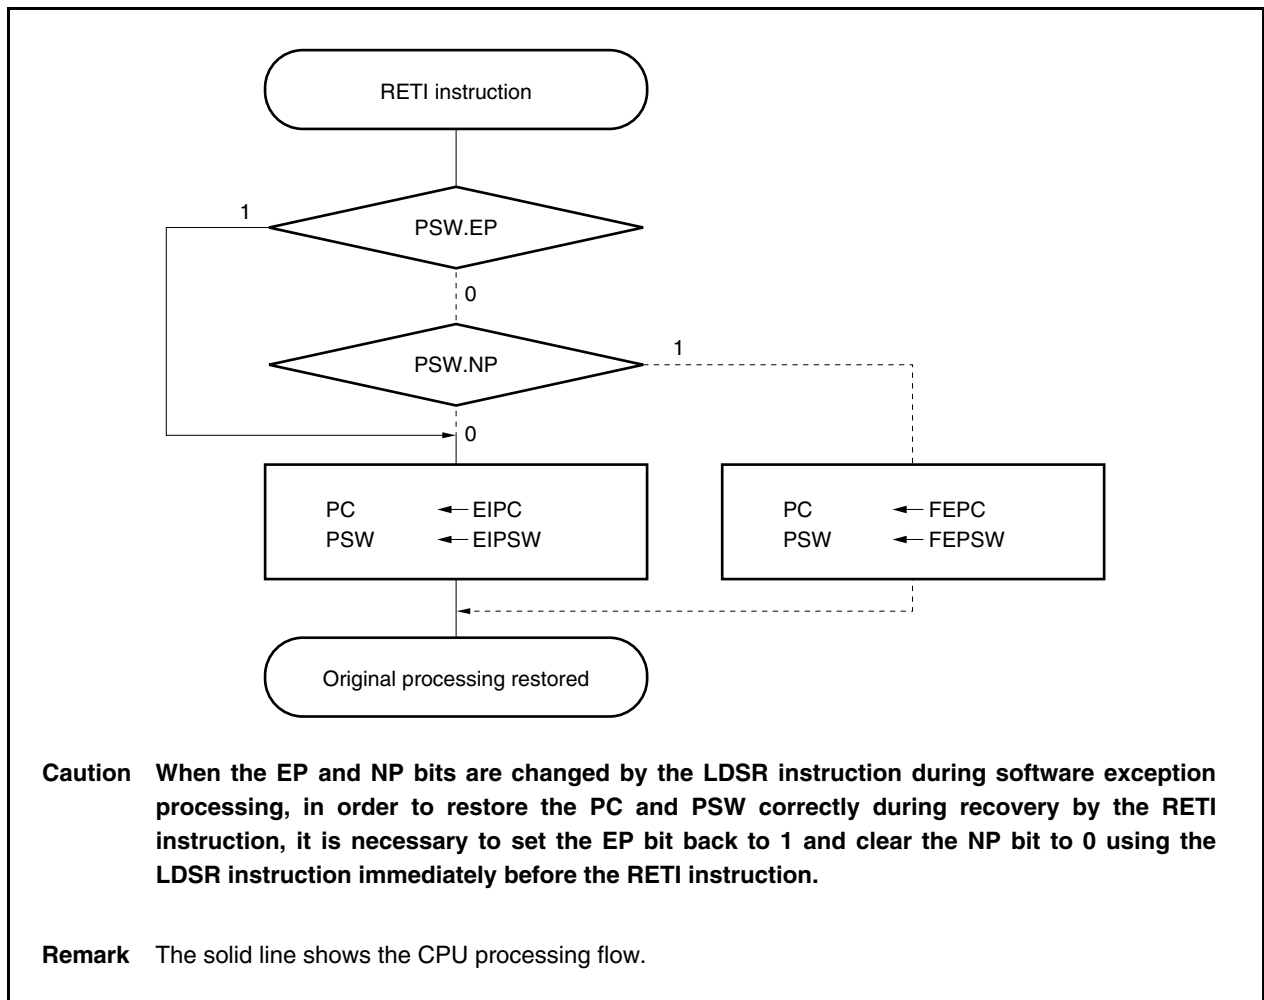 RETI instruction
1
PSW.EP
0
1
PSW.NP
0
PC ← EIPC
PSW ← EIPSW
PC ← FEPC
PSW ← FEPSW
Original processing restored
Caution When the EP and NP bits are changed by the LDSR instruction during software exception
processing, in order to restore the PC and PSW correctly during recovery by the RETI
instruction, it is necessary to set the EP bit back to 1 and clear the NP bit to 0 using the
LDSR instruction immediately before the RETI instruction.
Remark The solid line shows the CPU processing flow.